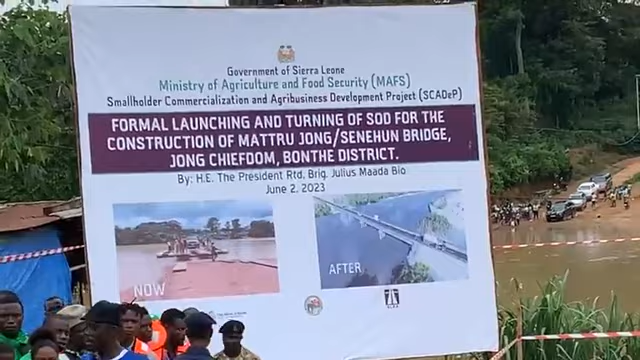 Government of Sierra Leone
Ministry of Agriculture and Food Security (MAFS)
Smallholder Commercialization and Agribusiness Development Project (SCADeP)
FORMAL LAUNCHING AND TURNING OF SOD FOR THE
CONSTRUCTION OF MATTRU JONG/SENEHUN BRIDGE,
JONG CHIEFDOM, BONTHE DISTRICT.
By: H.E. The President Rtd. Brig. Julius Maada Bio
June 2, 2023
NOW
AFTER